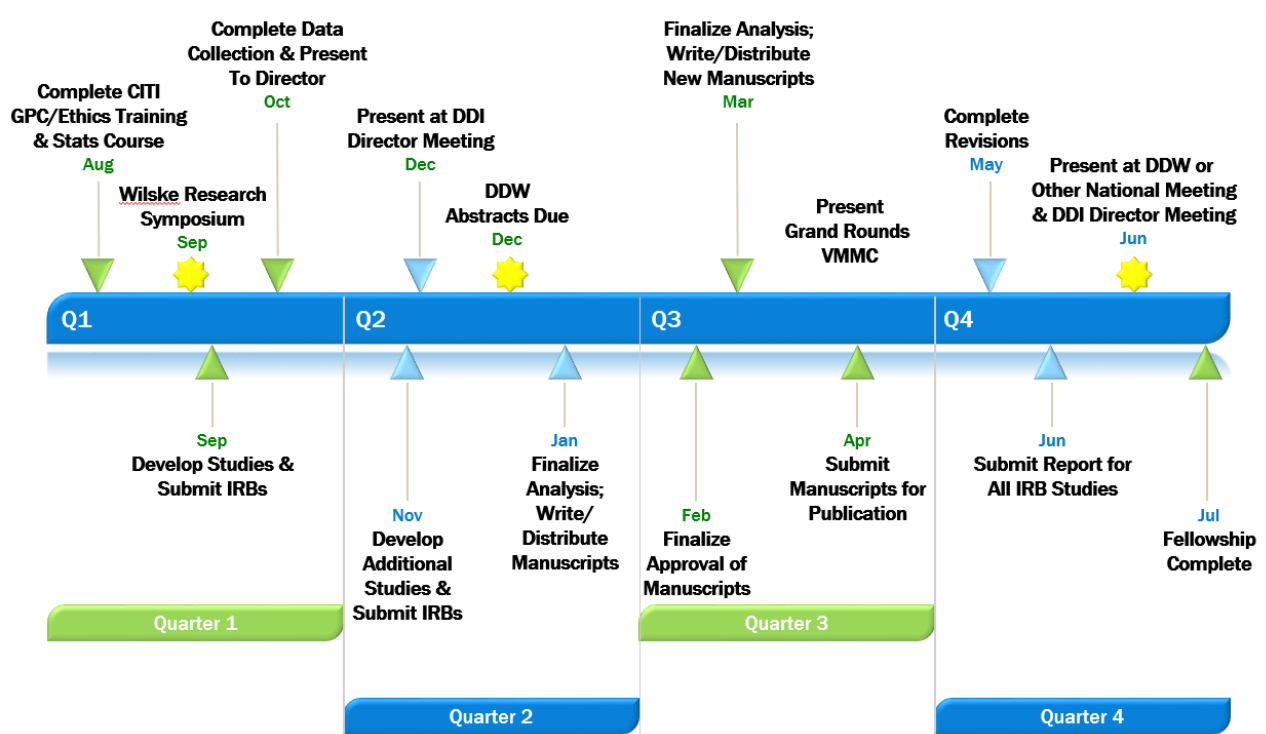 Complete CITI
GPC/Ethics Training
& Stats Course
Aug
Wilske Research
Symposium
Sep
Complete Data
Collection & Present
To Director
Oct
Present at DDI
Director Meeting
Dec
DDW
Abstracts Due
Dec
Finalize Analysis;
Write/Distribute
New Manuscripts
Mar
Present
Grand Rounds
VMMC
Complete
Revisions
May
Present at DDW or
Other National Meeting
& DDI Director Meeting
Jun
Q1
Q2
Q3
Q4
Sep
Develop Studies &
Submit IRBs
Nov
Develop
Additional
Studies &
Submit IRBs
Jan
Finalize
Analysis;
Write/
Distribute
Manuscripts
Feb
Finalize
Approval of
Manuscripts
Apr
Submit
Manuscripts for
Publication
Jun
Submit Report for
All IRB Studies
Jul
Fellowship
Complete
Quarter 1
Quarter 3
Quarter 2
Quarter 4